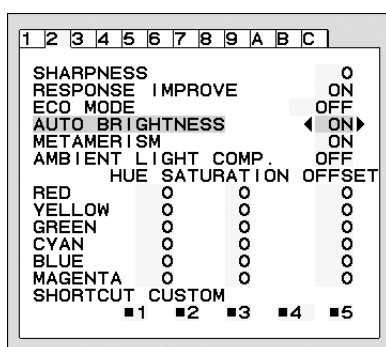 1 2 3 4 5 6 7 8 9 A B C
SHARPNESS 0
RESPONSE IMPROVE ON
ECO MODE OFF
AUTO BRIGHTNESS ON
METAMERISM ON
AMBIENT LIGHT COMP. OFF
HUE SATURATION OFFSET
RED 0 0 0
YELLOW 0 0 0
GREEN 0 0 0
CYAN 0 0 0
BLUE 0 0 0
MAGENTA 0 0 0
SHORTCUT CUSTOM
■1 ■2 ■3 ■4 ■5